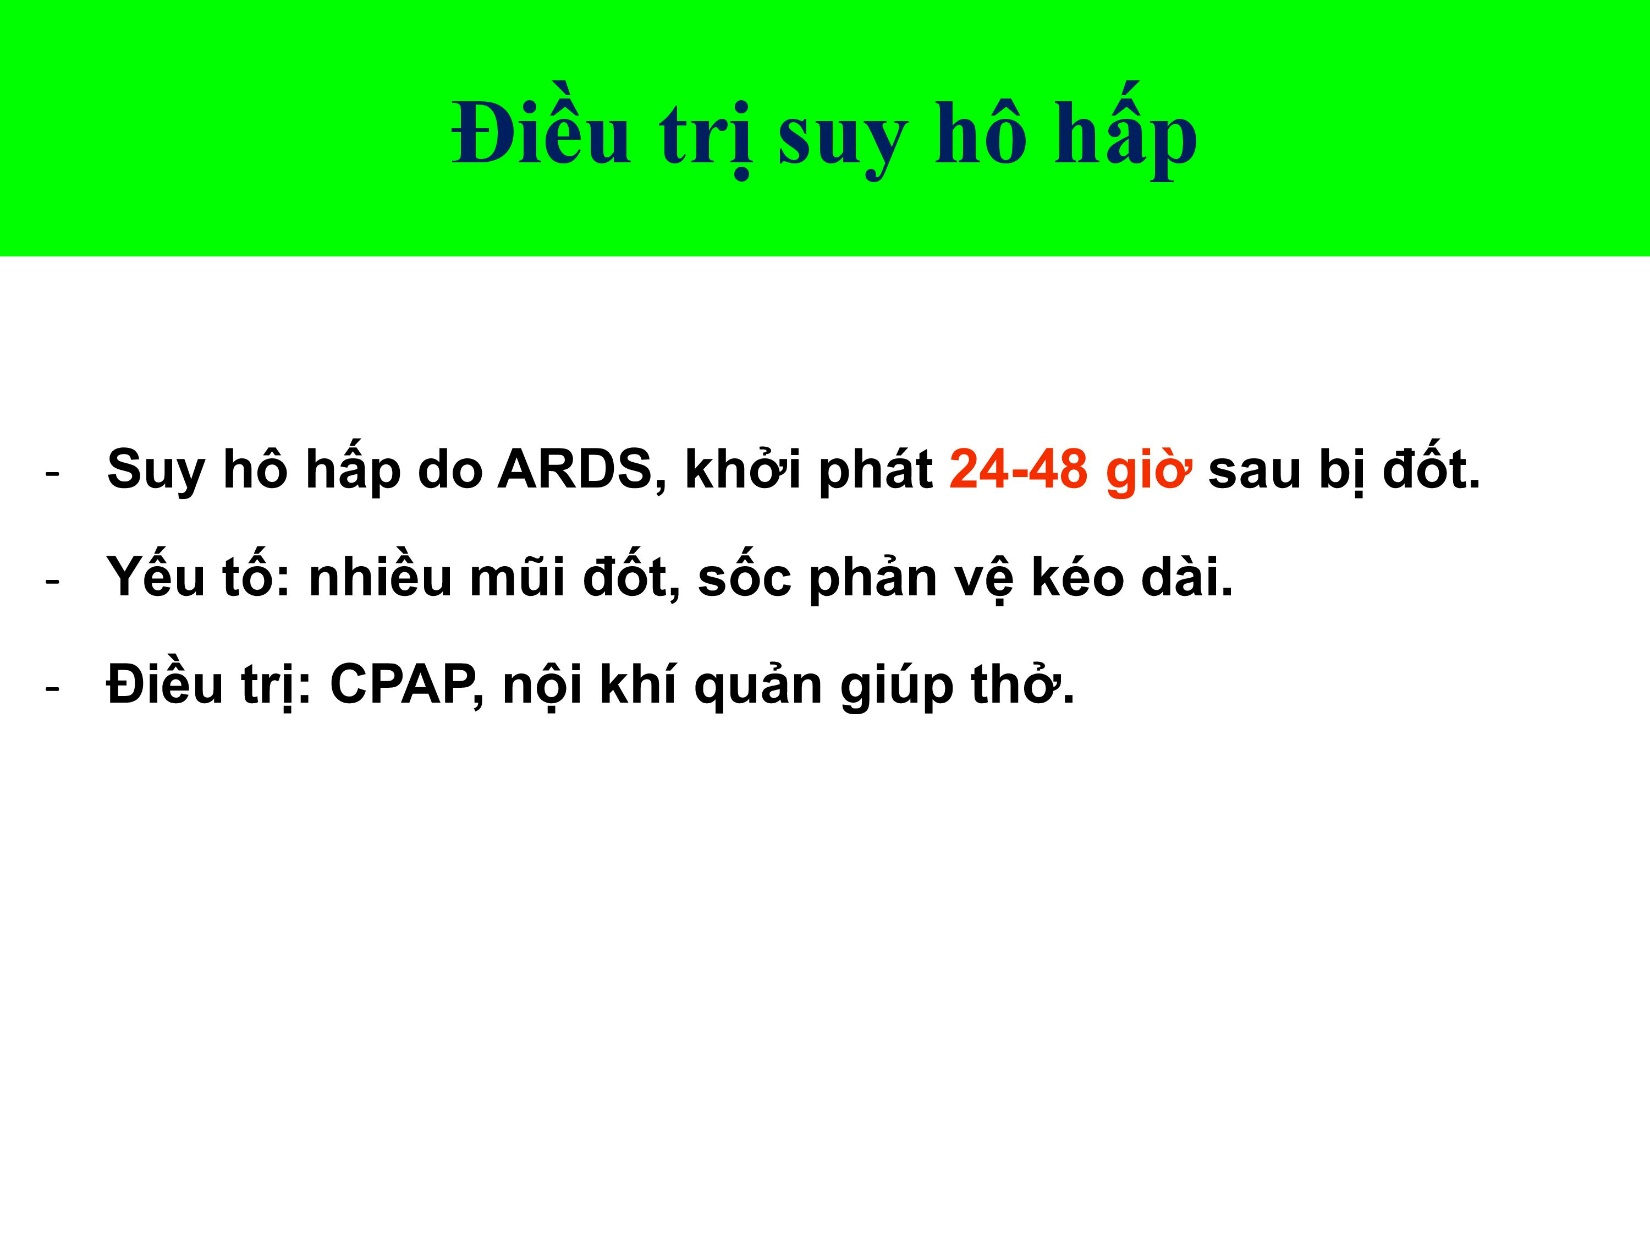 Điều trị suy hô hấp
- Suy hô hấp do ARDS, khởi phát 24-48 giờ sau bị đốt.
- Yếu tố: nhiều mũi đốt, sốc phản vệ kéo dài.
- Điều trị: CPAP, nội khí quản giúp thở.